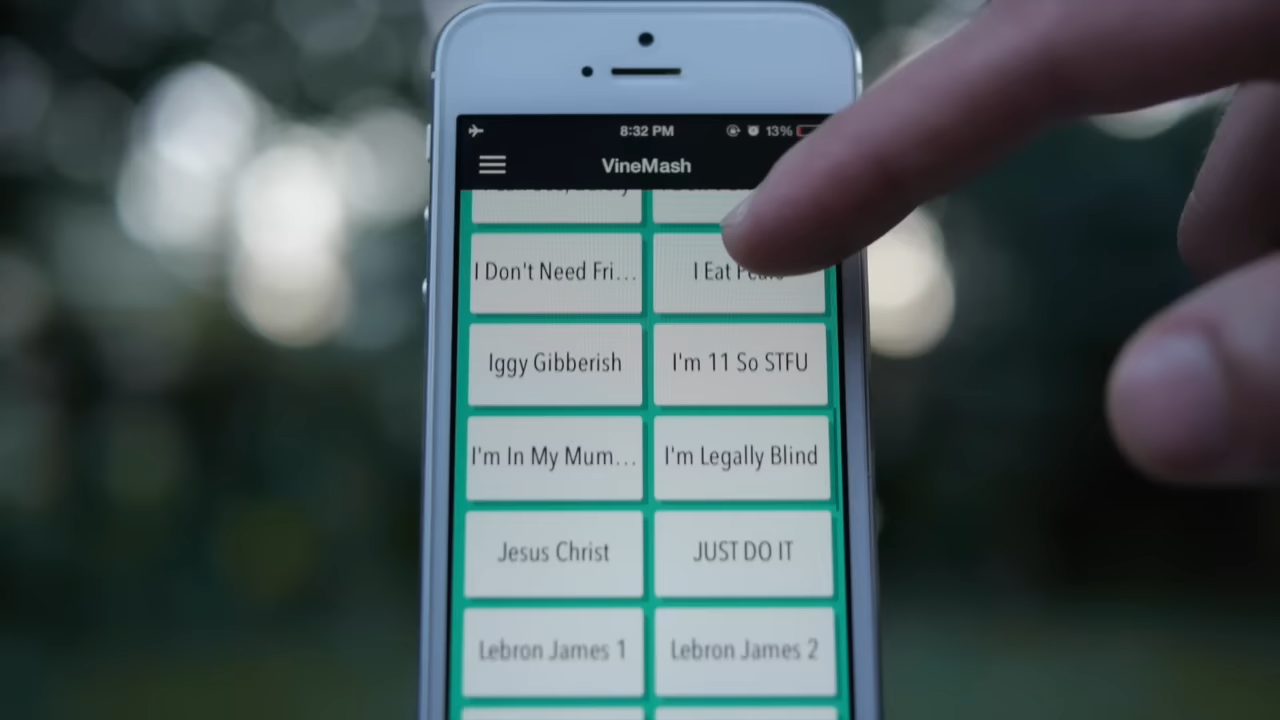 8:32 PM 13%
VineMash
I Don't Need Fri... I Eat
Iggy Gibberish I'm 11 So STFU
I'm In My Mum... I'm Legally Blind
Jesus Christ JUST DO IT
Lebron James 1 Lebron James 2